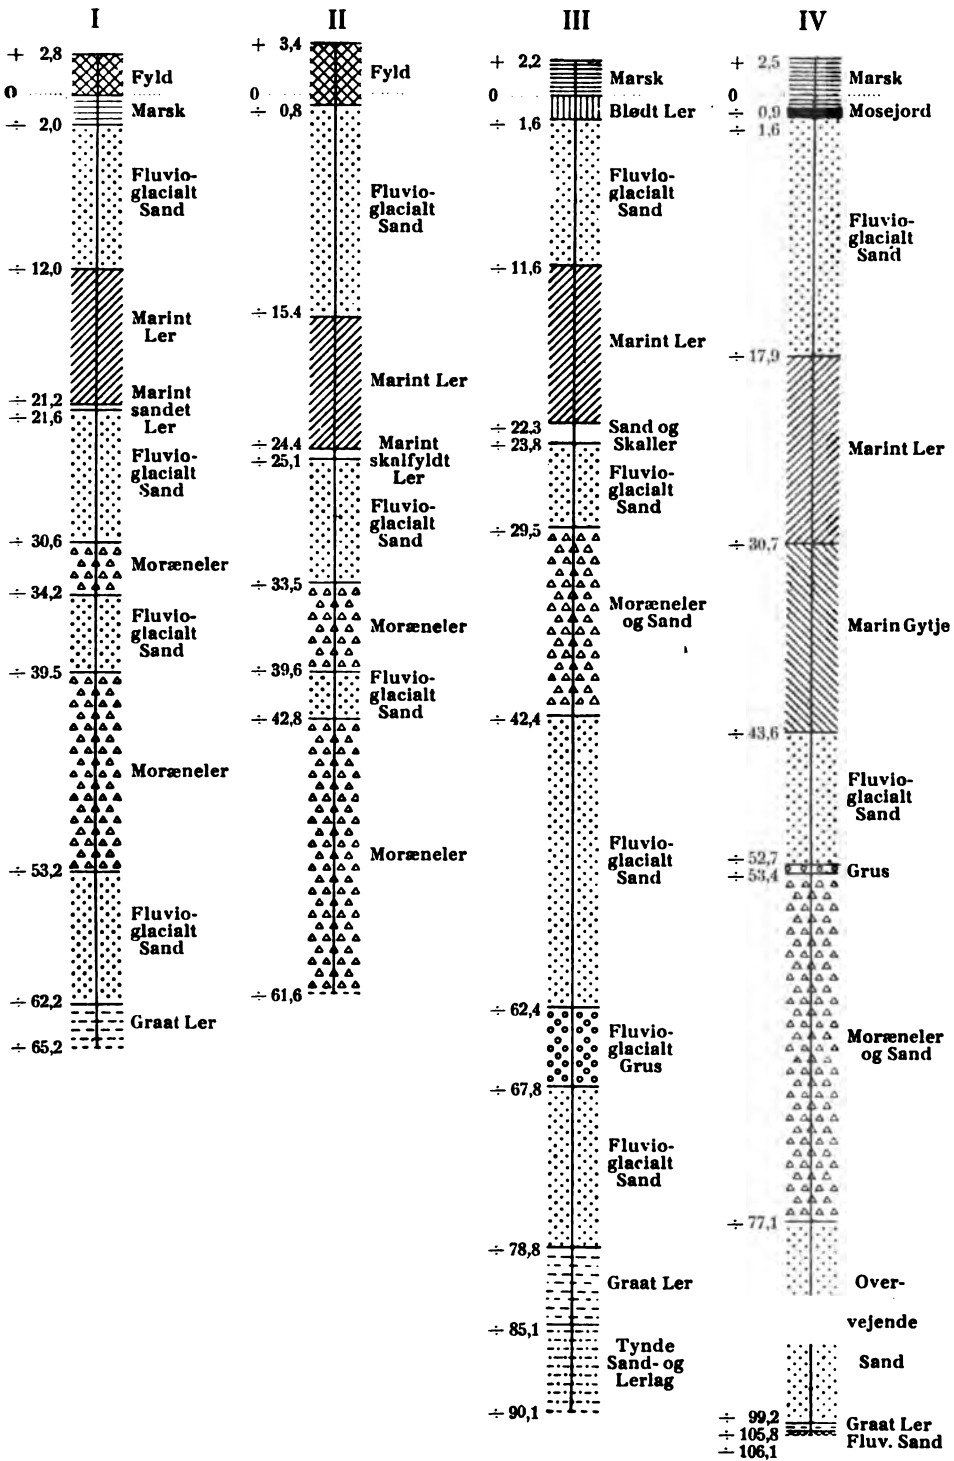 I
+ 2,8
Fyld
0
Marsk
÷ 2,0
Fluvio-
glacialt
Sand
÷ 12,0
Marint
Ler
÷ 21,2
Marint
sandet
Ler
÷ 21,6
Fluvio-
glacialt
Sand
÷ 30,6
Moræneler
÷ 34,2
Fluvio-
glacialt
Sand
÷ 39.5
Moræneler
÷ 53,2
Fluvio-
glacialt
Sand
÷ 62,2
Graat Ler
÷ 65,2
II
+ 3,4
Fyld
0
÷ 0,8
Fluvio-
glacialt
Sand
÷ 15.4
Marint Ler
÷ 24.4
Marint
skalfyldt
Ler
÷ 25,1
Fluvio-
glacialt
Sand
÷ 33,5
Moræneler
÷ 39,6
Fluvio-
glacialt
Sand
÷ 42,8
Moræneler
÷ 61,6
III
+ 2,2
Marsk
0
Blødt Ler
÷ 1,6
Fluvio-
glacialt
Sand
÷ 11,6
Marint Ler
÷ 22,3
Sand og
Skaller
÷ 23,8
Fluvio-
glacialt
Sand
÷ 29,5
Moræneler
og Sand
÷ 42,4
Fluvio-
glacialt
Sand
÷ 62,4
Fluvio-
glacialt
Grus
÷ 67,8
Fluvio-
glacialt
Sand
÷ 78,8
Graat Ler
÷ 85,1
Tynde
Sand- og
Lerlag
÷ 90,1
IV
+ 2,5
Marsk
0
÷ 0,9
Mosejord
÷ 1,6
Fluvio-
glacialt
Sand
÷ 17,9
Marint Ler
÷ 30,7
Marin Gytje
÷ 43,6
Fluvio-
glacialt
Sand
÷ 52,7
Grus
÷ 53,4
Moræneler
og Sand
÷ 77,1
Over-
vejende
Sand
÷ 99,2
Graat Ler
÷ 105,8
Fluv. Sand
÷ 106,1